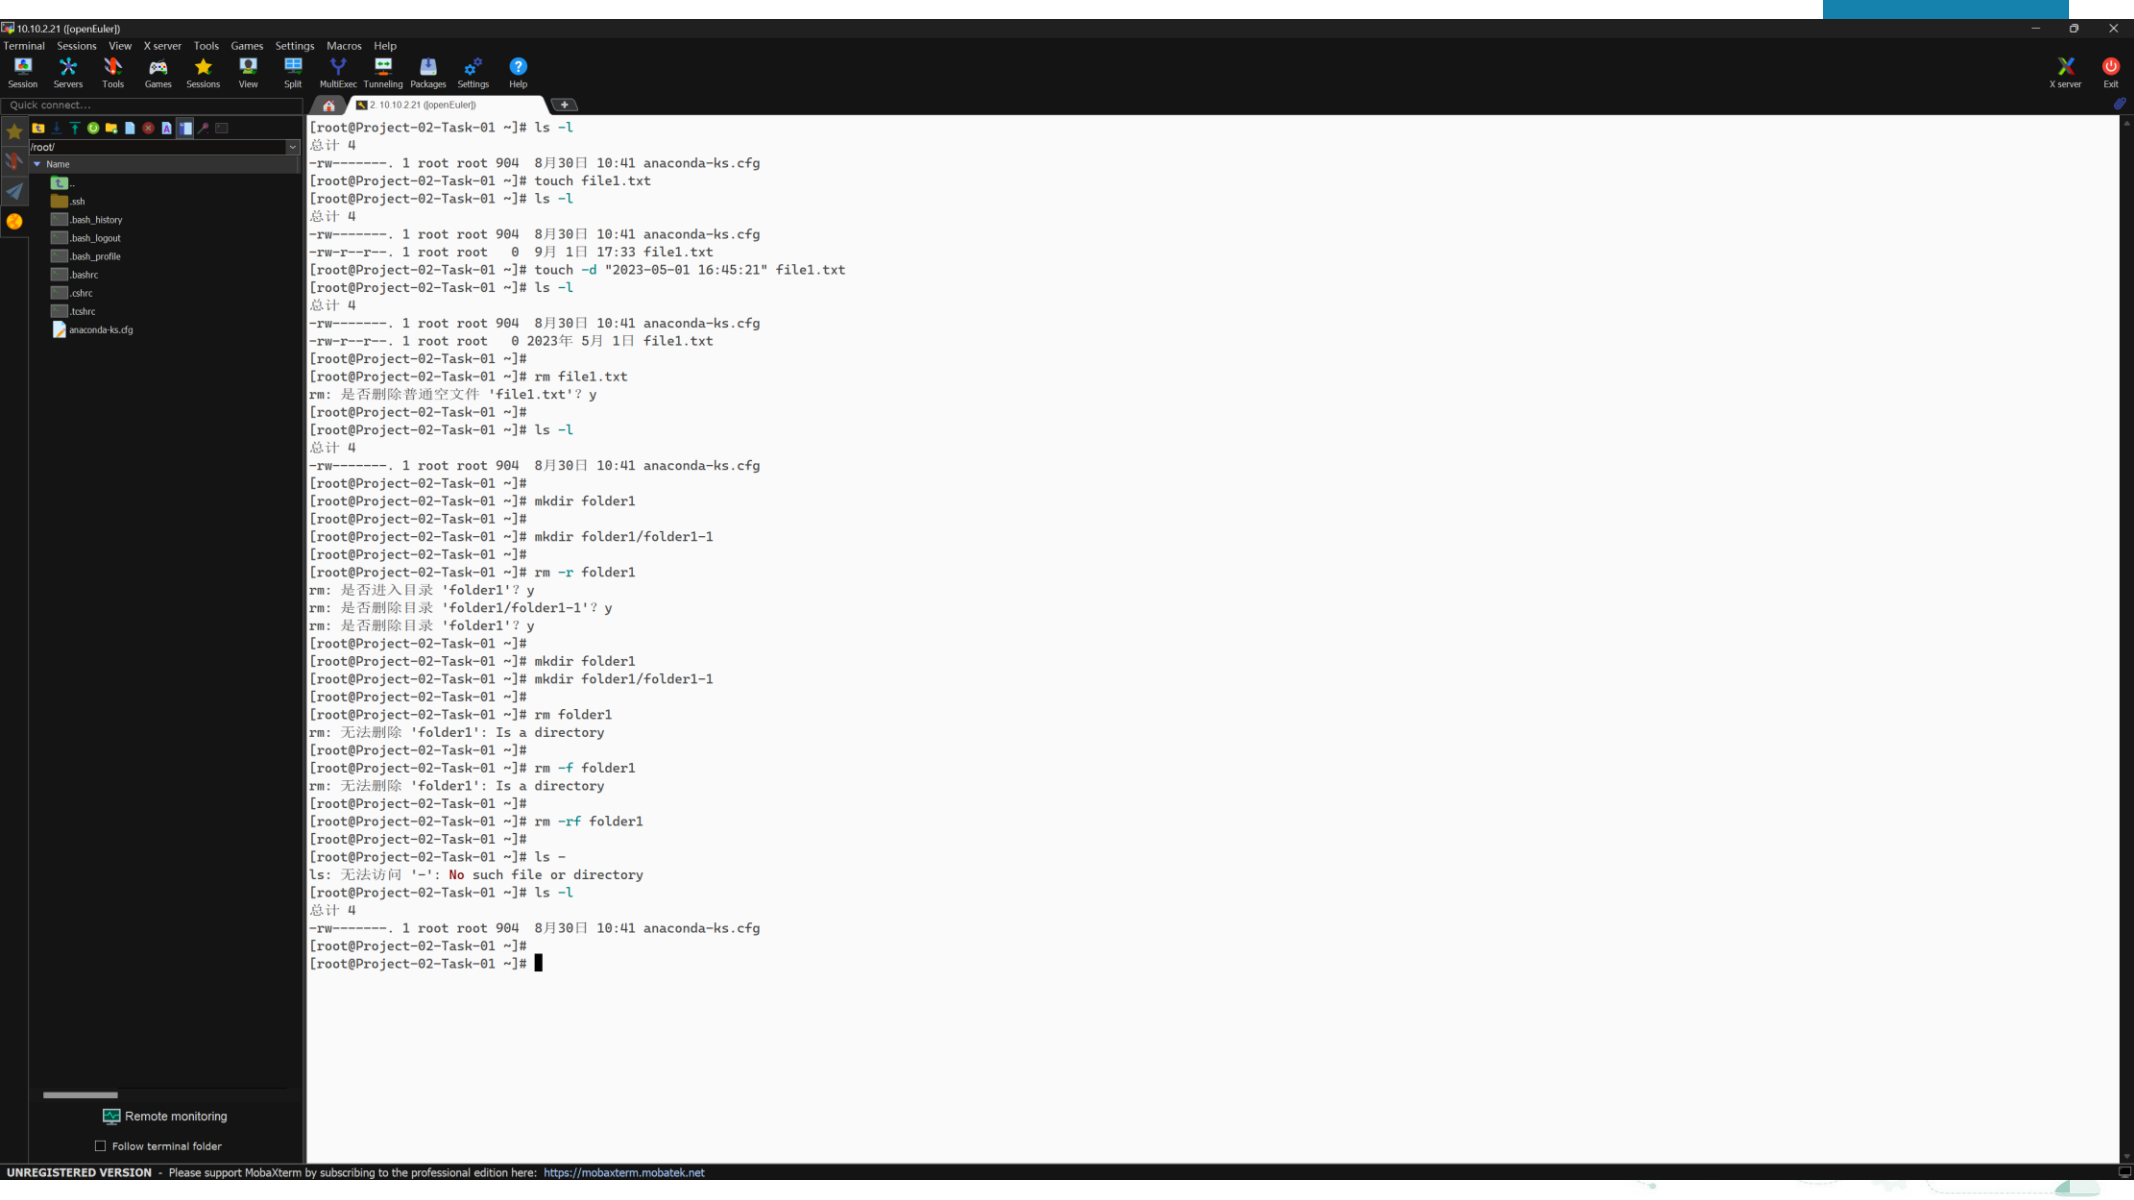 10.10.2.21 ([openEuler])
Terminal Sessions View X server Tools Games Settings Macros Help
Session Servers Tools Games Sessions View Split MultiExec Tunneling Packages Settings Help X server Exit
Quick connect...
2. 10.10.2.21 ([openEuler])
/root/
Name
..
.ssh
.bash_history
.bash_logout
.bash_profile
.bashrc
.cshrc
.tcshrc
anaconda-ks.cfg
Remote monitoring
Follow terminal folder
[root@Project-02-Task-01 ~]# ls -l
总计 4
-rw-------. 1 root root 904  8月30日 10:41 anaconda-ks.cfg
[root@Project-02-Task-01 ~]# touch file1.txt
[root@Project-02-Task-01 ~]# ls -l
总计 4
-rw-------. 1 root root 904  8月30日 10:41 anaconda-ks.cfg
-rw-r--r--. 1 root root   0  9月 1日 17:33 file1.txt
[root@Project-02-Task-01 ~]# touch -d "2023-05-01 16:45:21" file1.txt
[root@Project-02-Task-01 ~]# ls -l
总计 4
-rw-------. 1 root root 904  8月30日 10:41 anaconda-ks.cfg
-rw-r--r--. 1 root root   0 2023年 5月 1日 file1.txt
[root@Project-02-Task-01 ~]#
[root@Project-02-Task-01 ~]# rm file1.txt
rm: 是否删除普通空文件 'file1.txt'? y
[root@Project-02-Task-01 ~]#
[root@Project-02-Task-01 ~]# ls -l
总计 4
-rw-------. 1 root root 904  8月30日 10:41 anaconda-ks.cfg
[root@Project-02-Task-01 ~]#
[root@Project-02-Task-01 ~]# mkdir folder1
[root@Project-02-Task-01 ~]#
[root@Project-02-Task-01 ~]# mkdir folder1/folder1-1
[root@Project-02-Task-01 ~]#
[root@Project-02-Task-01 ~]# rm -r folder1
rm: 是否进入目录 'folder1'? y
rm: 是否删除目录 'folder1/folder1-1'? y
rm: 是否删除目录 'folder1'? y
[root@Project-02-Task-01 ~]#
[root@Project-02-Task-01 ~]# mkdir folder1
[root@Project-02-Task-01 ~]# mkdir folder1/folder1-1
[root@Project-02-Task-01 ~]#
[root@Project-02-Task-01 ~]# rm folder1
rm: 无法删除 'folder1': Is a directory
[root@Project-02-Task-01 ~]#
[root@Project-02-Task-01 ~]# rm -f folder1
rm: 无法删除 'folder1': Is a directory
[root@Project-02-Task-01 ~]#
[root@Project-02-Task-01 ~]# rm -rf folder1
[root@Project-02-Task-01 ~]#
[root@Project-02-Task-01 ~]# ls -
ls: 无法访问 '-': No such file or directory
[root@Project-02-Task-01 ~]# ls -l
总计 4
-rw-------. 1 root root 904  8月30日 10:41 anaconda-ks.cfg
[root@Project-02-Task-01 ~]#
[root@Project-02-Task-01 ~]#
UNREGISTERED VERSION - Please support MobaXterm by subscribing to the professional edition here: https://mobaxterm.mobatek.net